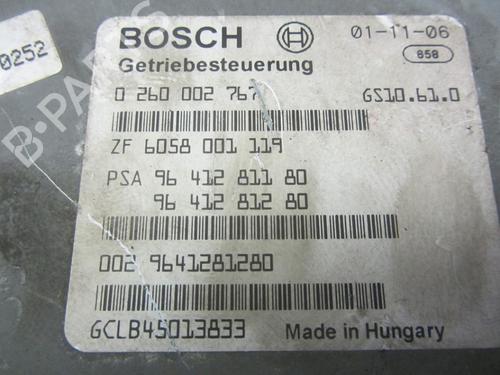 0252
BOSCH
01-11-06
Getriebesteuerung
858
0 260 002 767
GS10.61.0
ZF 6058 001 119
PSA 96 412 811 80
96 412 812 80
002 9641281280
GCLB45013833
Made in Hungary
B-PARTS